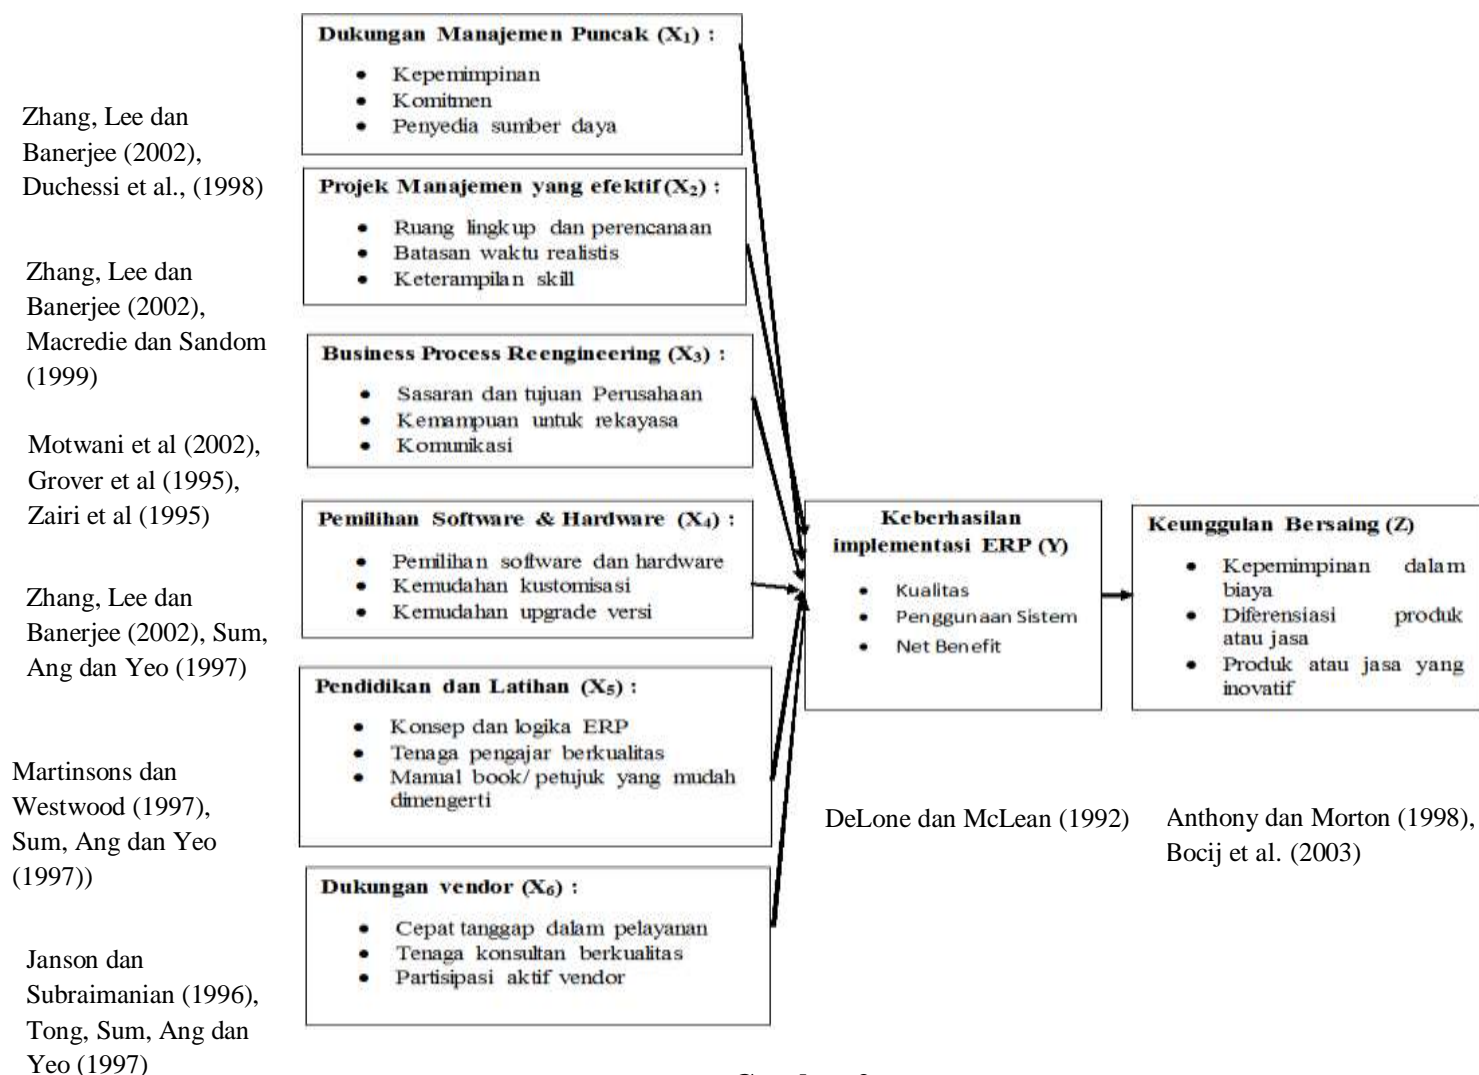 Zhang, Lee dan
Banerjee (2002),
Duchessi et al., (1998)
Zhang, Lee dan
Banerjee (2002),
Macredie dan Sandom
(1999)
Motwani et al (2002),
Grover et al (1995),
Zairi et al (1995)
Zhang, Lee dan
Banerjee (2002), Sum,
Ang dan Yeo (1997)
Martinsons dan
Westwood (1997),
Sum, Ang dan Yeo
(1997))
Janson dan
Subraimanian (1996),
Tong, Sum, Ang dan
Yeo (1997)
Dukungan Manajemen Puncak (X₁) :
• Kepemimpinan
• Komitmen
• Penyedia sumber daya
Projek Manajemen yang efektif (X₂) :
• Ruang lingkup dan perencanaan
• Batasan waktu realistis
• Keterampilan skill
Business Process Reengineering (X₃) :
• Sasaran dan tujuan Perusahaan
• Kemampuan untuk rekayasa
• Komunikasi
Pemilihan Software & Hardware (X₄) :
• Pemilihan software dan hardware
• Kemudahan kustomisasi
• Kemudahan upgrade versi
Pendidikan dan Latihan (X₅) :
• Konsep dan logika ERP
• Tenaga pengajar berkualitas
• Manual book/ petujuk yang mudah
dimengerti
Dukungan vendor (X₆) :
• Cepat tanggap dalam pelayanan
• Tenaga konsultan berkualitas
• Partisipasi aktif vendor
Keberhasilan
implementasi ERP (Y)
• Kualitas
• Penggunaan Sistem
• Net Benefit
DeLone dan McLean (1992)
Keunggulan Bersaing (Z)
• Kepemimpinan dalam
biaya
• Diferensiasi produk
atau jasa
• Produk atau jasa yang
inovatif
Anthony dan Morton (1998),
Bocij et al. (2003)